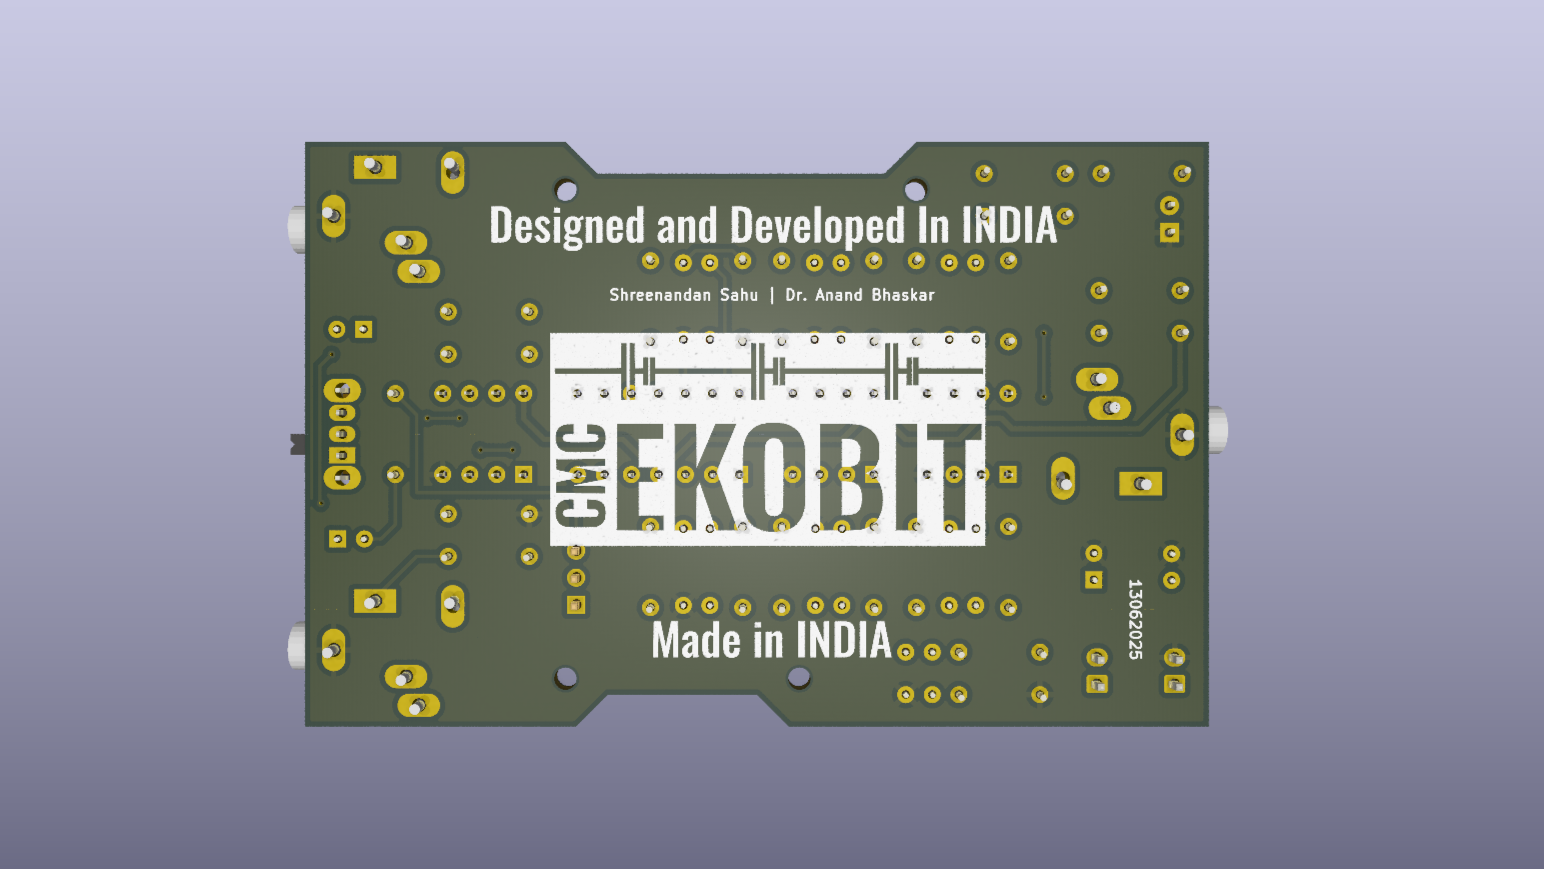 Designed and Developed In INDIA
Shreenandan Sahu | Dr. Anand Bhaskar
CMC
EKOBIT
13062025
Made in INDIA